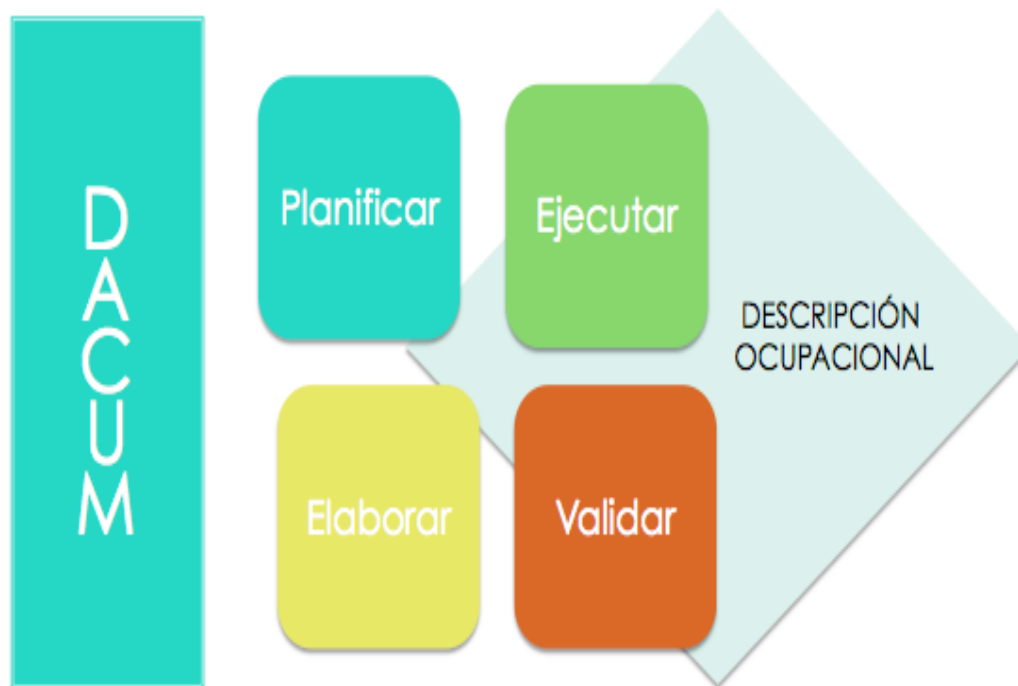 DACUM
Planificar
Ejecutar
DESCRIPCIÓN
OCUPACIONAL
Elaborar
Validar